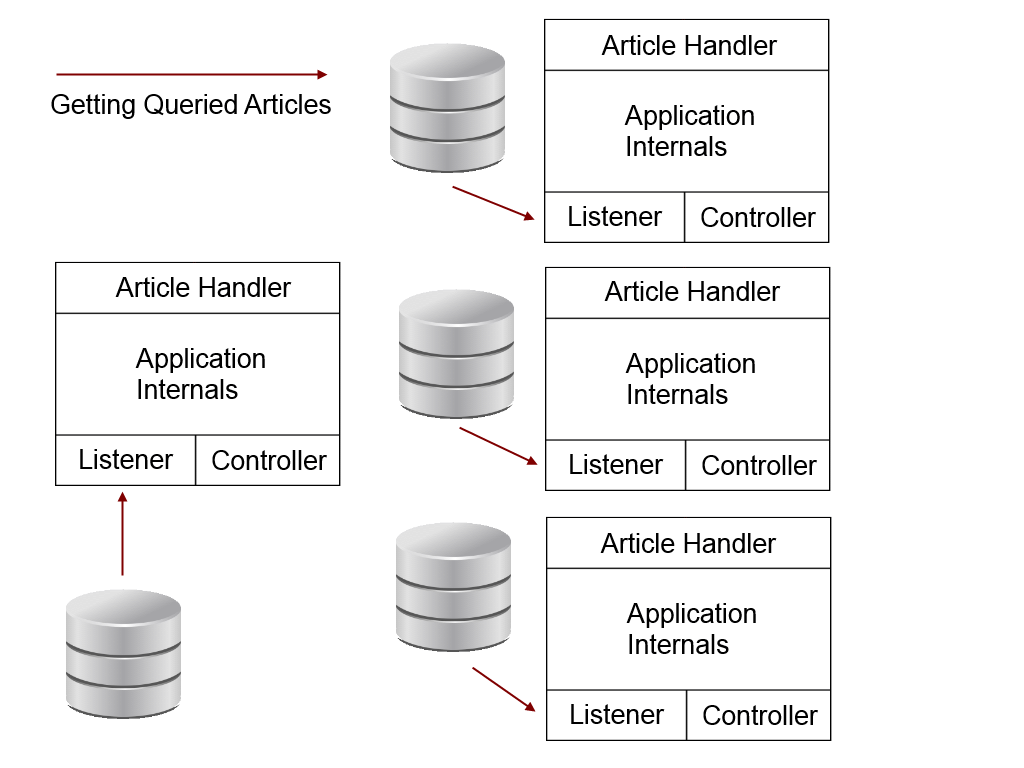 Getting Queried Articles
Article Handler
Application
Internals
Listener Controller
Article Handler
Application
Internals
Listener Controller
Article Handler
Application
Internals
Listener Controller
Article Handler
Application
Internals
Listener Controller